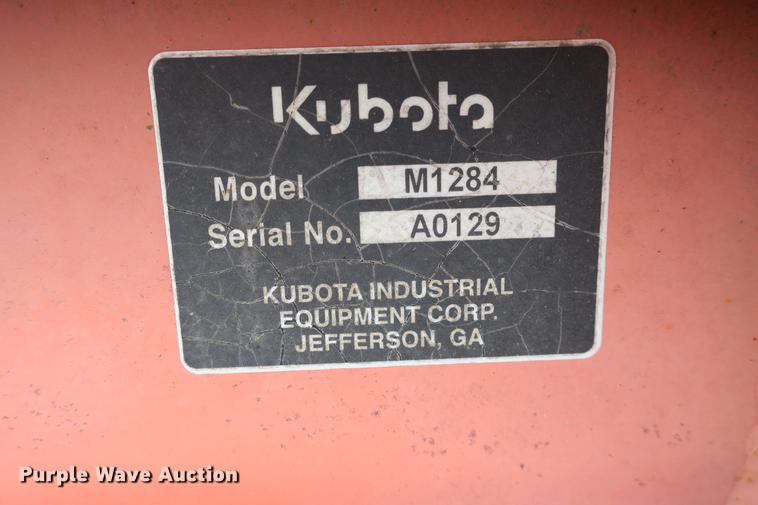 Kubota
Model M1284
Serial No. A0129
KUBOTA INDUSTRIAL
EQUIPMENT CORP.
JEFFERSON, GA
Purple Wave Auction